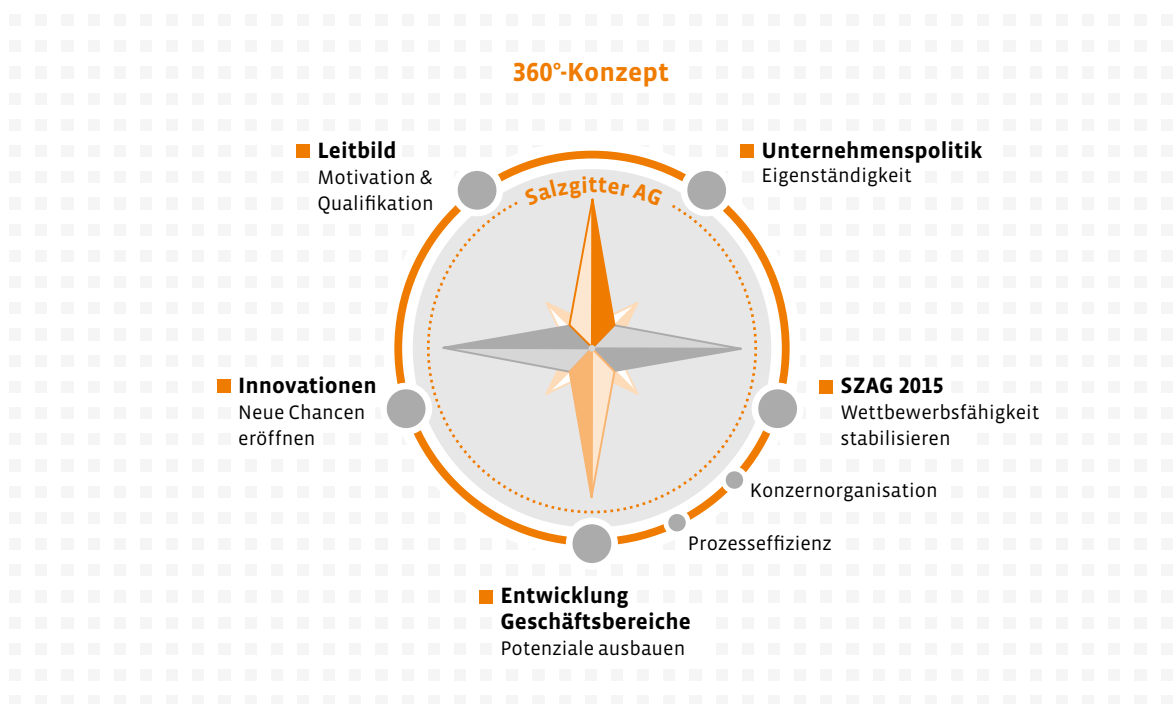 360°-Konzept
Leitbild
Motivation &
Qualifikation
Unternehmenspolitik
Eigenständigkeit
Salzgitter AG
Innovationen
Neue Chancen
eröffnen
SZAG 2015
Wettbewerbsfähigkeit
stabilisieren
Konzernorganisation
Prozesseffizienz
Entwicklung
Geschäftsbereiche
Potenziale ausbauen